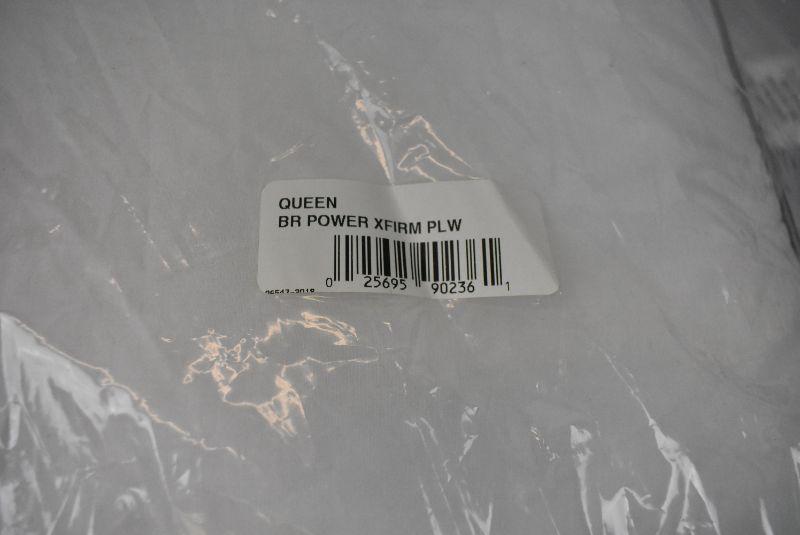 QUEEN
BR POWER XFIRM PLW
0 25695 90236 1